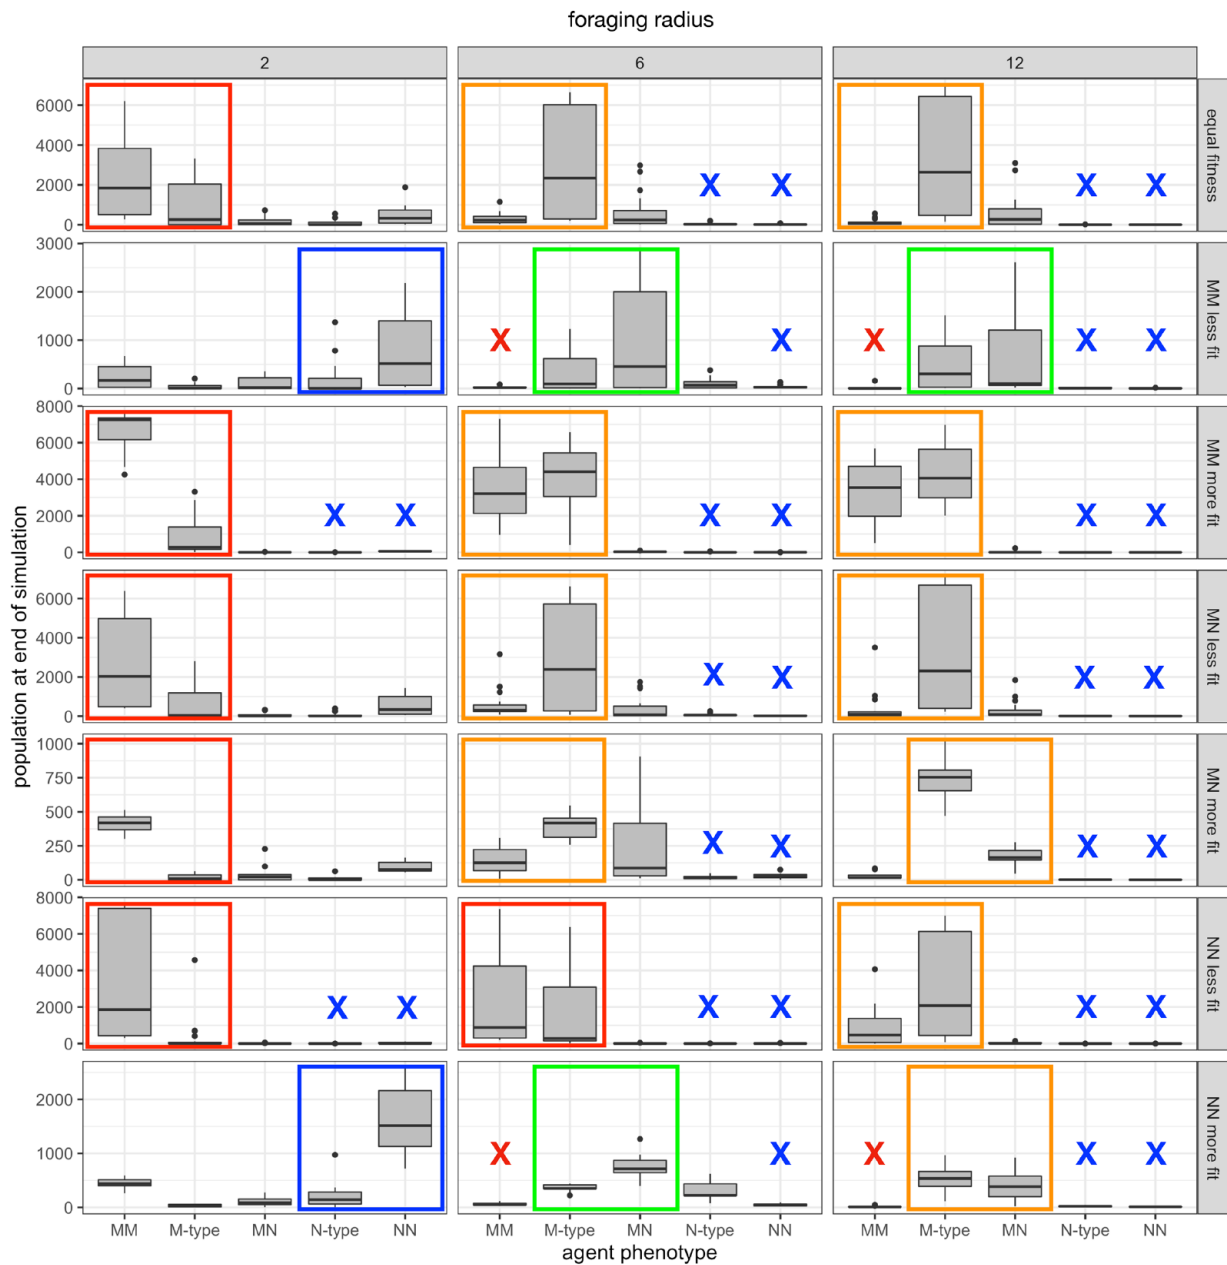 foraging radius
2 6 12
6000
4000
2000
0
equal fitness
X X X X
3000
2000
1000
0
MM less fit
X X X X X
8000
6000
4000
2000
0
MM more fit
X X X X X X
6000
4000
2000
0
MN less fit
X X X X
1000
750
500
250
0
MN more fit
X X X X
8000
6000
4000
2000
0
NN less fit
X X X X X X
2000
1000
0
NN more fit
X X X X X
population at end of simulation
MM M-type MN N-type NN MM M-type MN N-type NN MM M-type MN N-type NN
agent phenotype